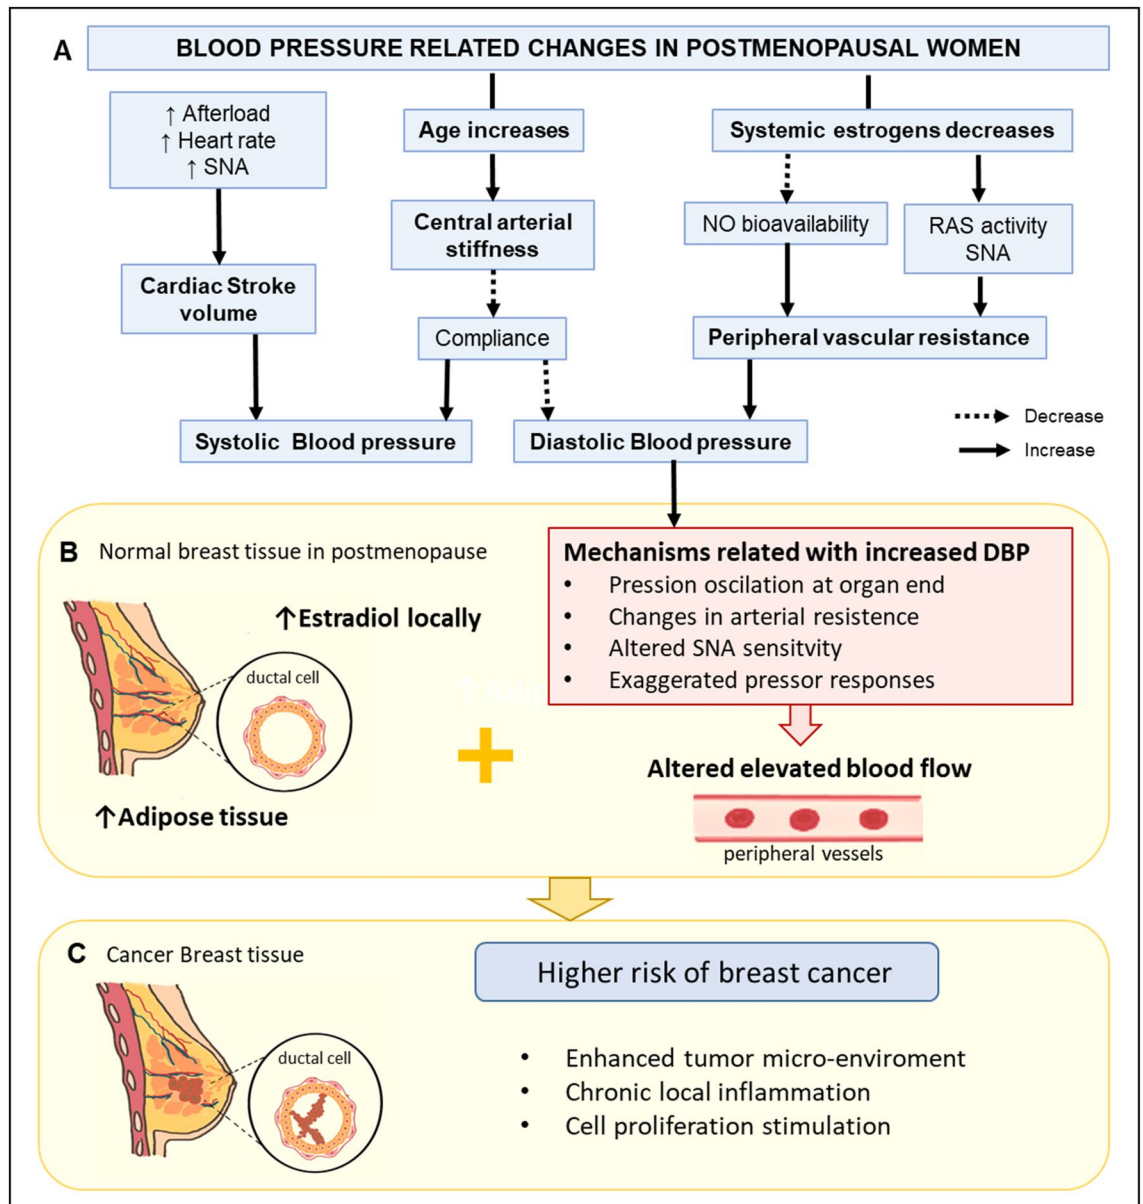 A
BLOOD PRESSURE RELATED CHANGES IN POSTMENOPAUSAL WOMEN
↑ Afterload
↑ Heart rate
↑ SNA
Age increases
Systemic estrogens decreases
Central arterial
stiffness
NO bioavailability
RAS activity
SNA
Cardiac Stroke
volume
Compliance
Peripheral vascular resistance
Systolic Blood pressure
Diastolic Blood pressure
Decrease
Increase
B Normal breast tissue in postmenopause
↑Estradiol locally
ductal cell
↑Adipose tissue
Mechanisms related with increased DBP
• Pression oscilation at organ end
• Changes in arterial resistence
• Altered SNA sensitvity
• Exaggerated pressor responses
Altered elevated blood flow
peripheral vessels
C Cancer Breast tissue
ductal cell
Higher risk of breast cancer
• Enhanced tumor micro-enviroment
• Chronic local inflammation
• Cell proliferation stimulation